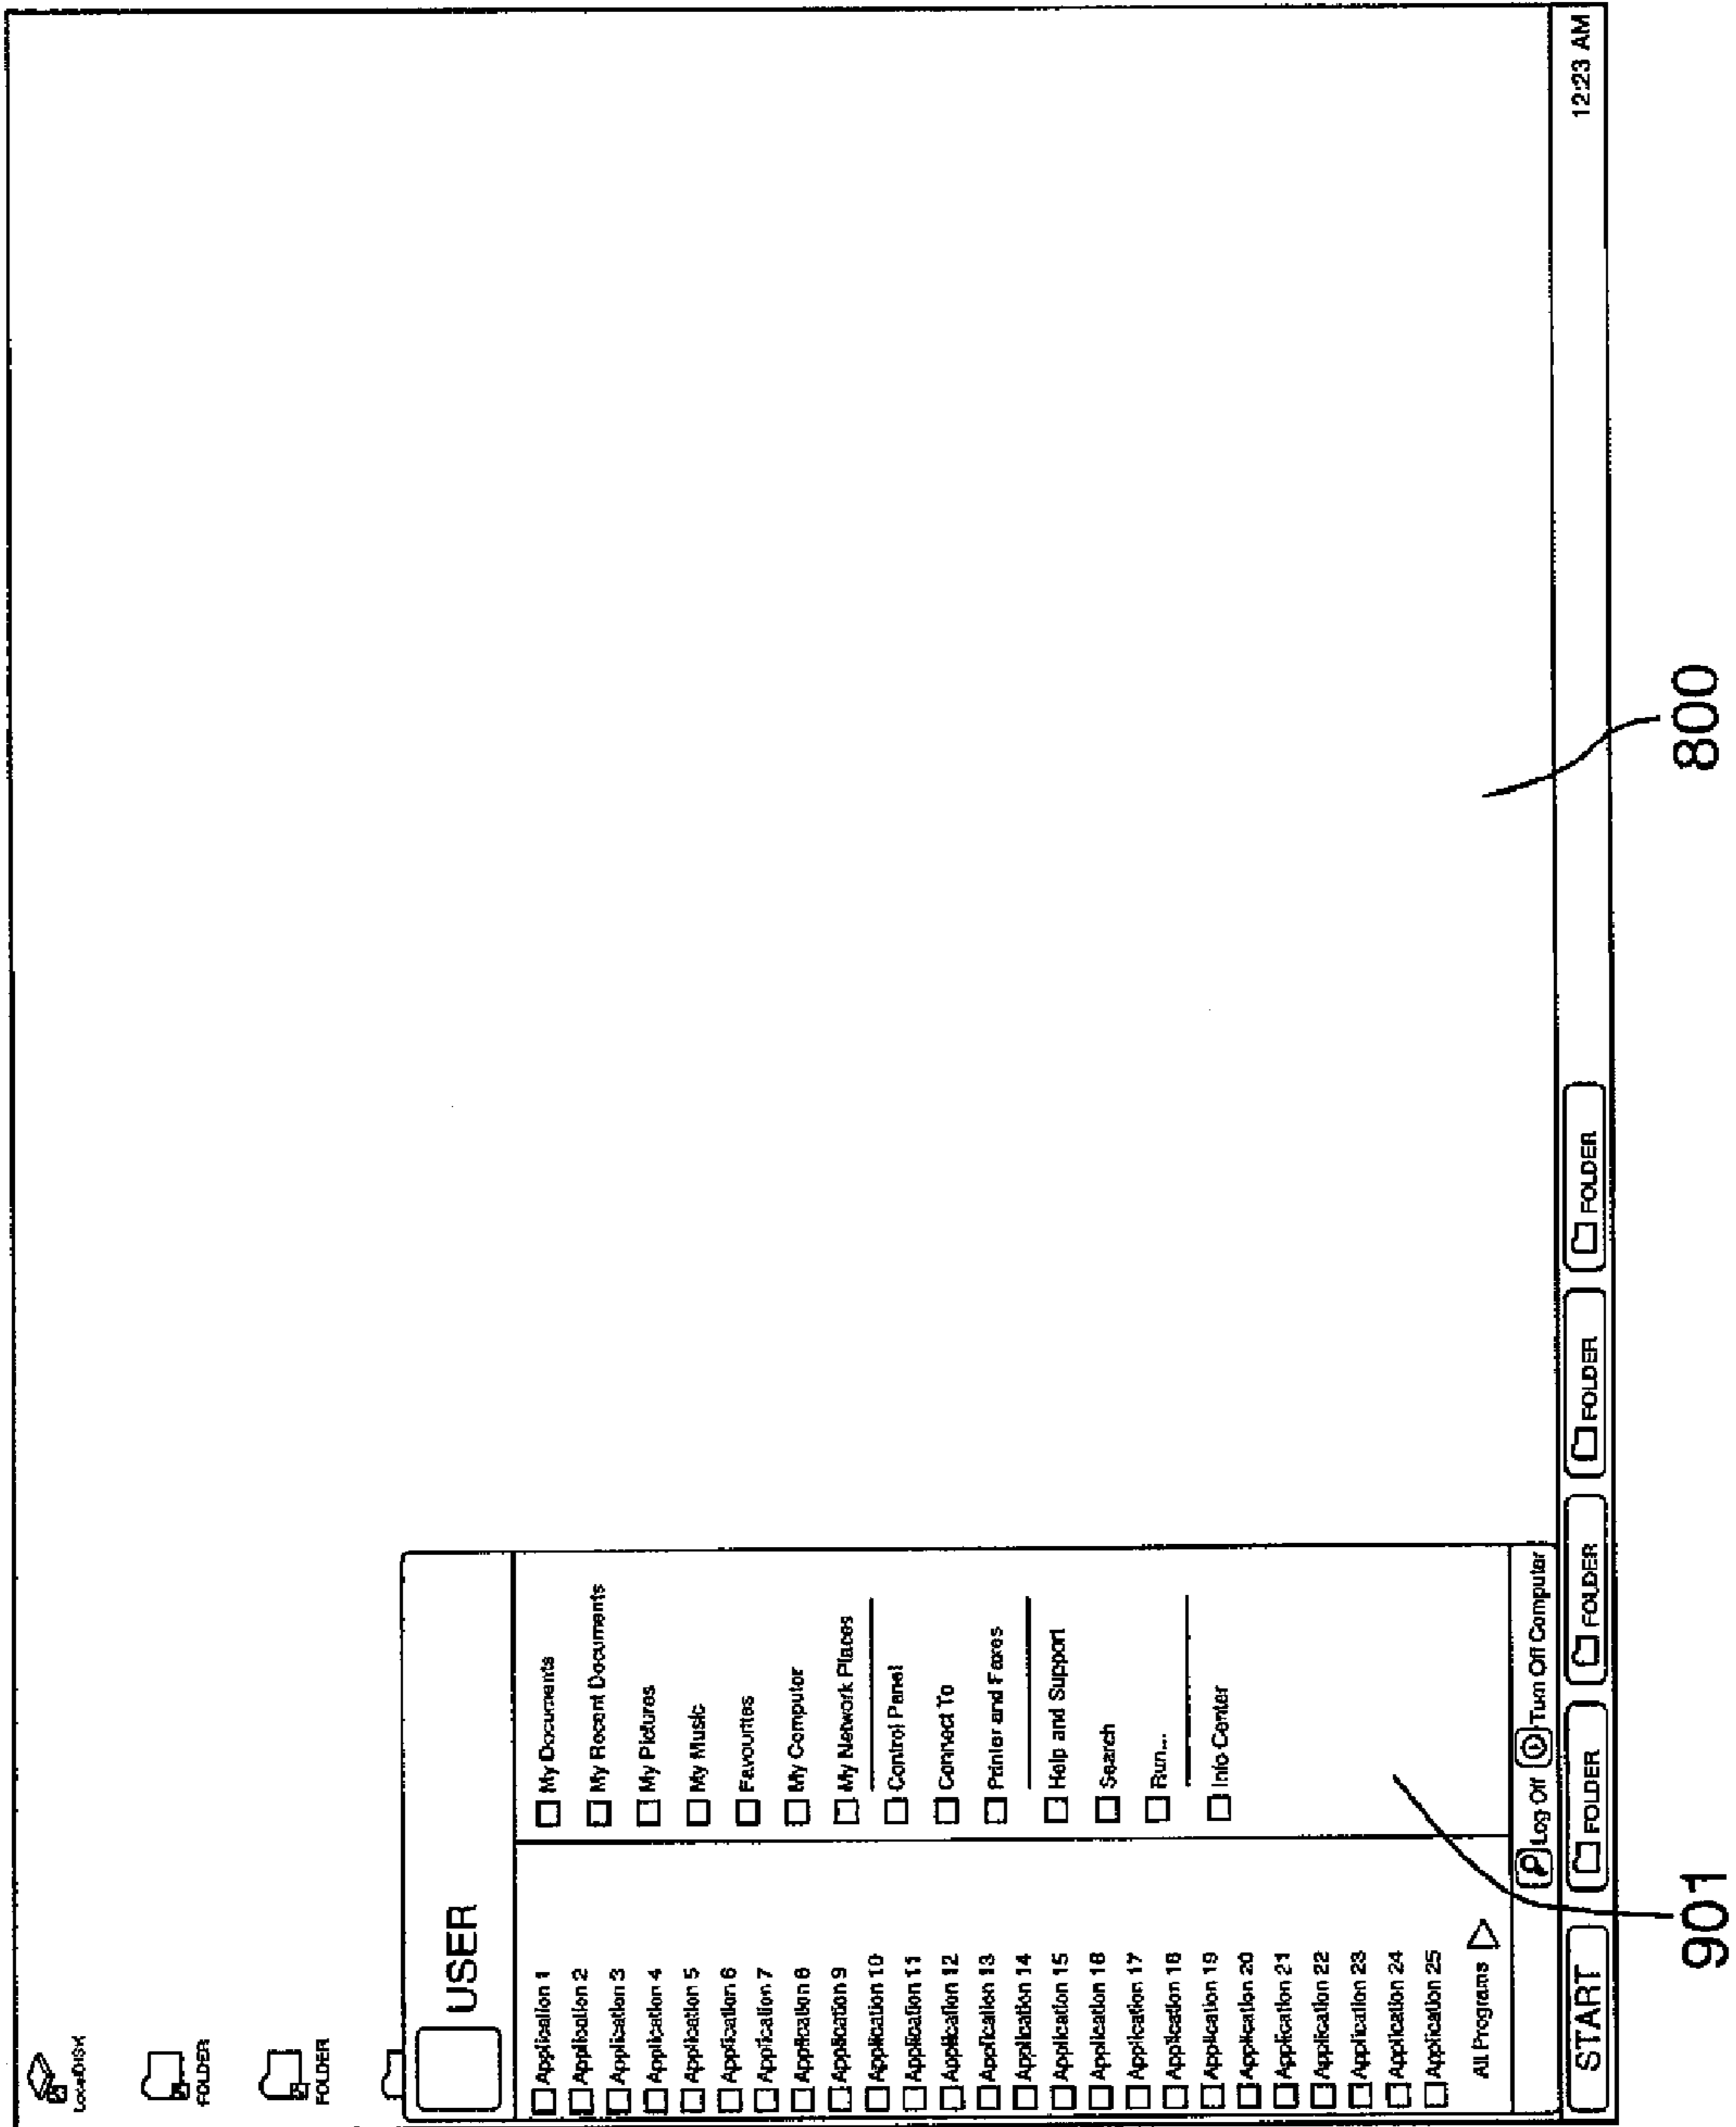 LocalDISK
FOLDER
FOLDER
USER
Application 1
Application 2
Application 3
Application 4
Application 5
Application 6
Application 7
Application 8
Application 9
Application 10
Application 11
Application 12
Application 13
Application 14
Application 15
Application 16
Application 17
Application 18
Application 19
Application 20
Application 21
Application 22
Application 23
Application 24
Application 25
All Programs
My Documents
My Recent Documents
My Pictures
My Music
Favourites
My Computer
My Network Places
Control Panel
Connect To
Printer and Faxes
Help and Support
Search
Run...
Info Center
Log Off
Turn Off Computer
START
FOLDER
FOLDER
FOLDER
FOLDER
12:23 AM
901
800